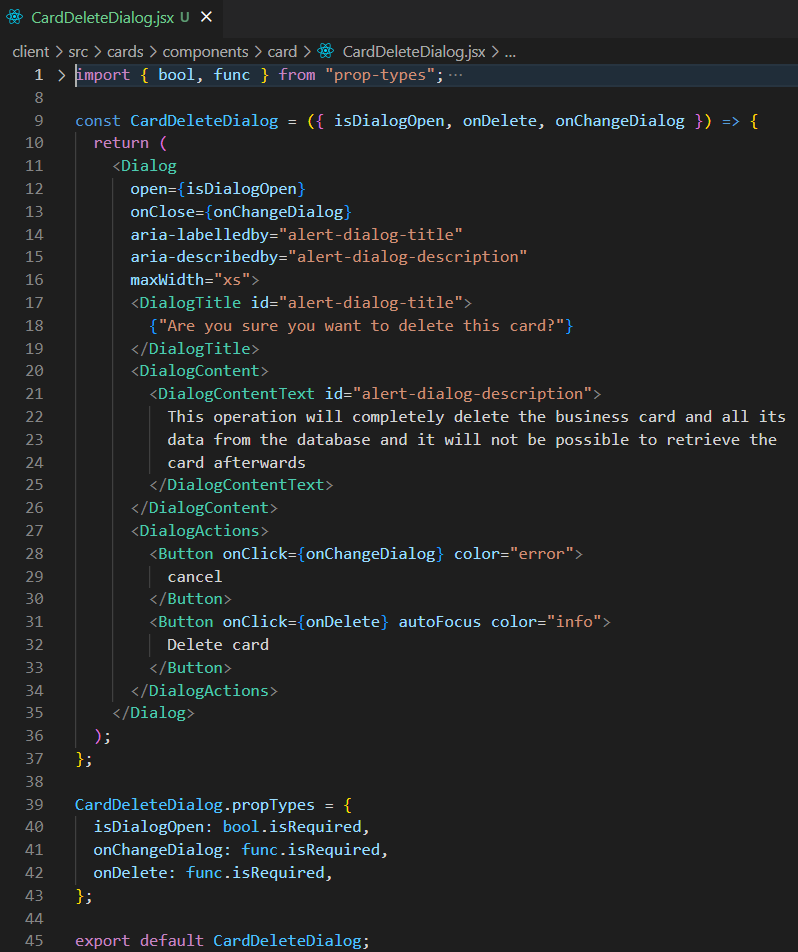 CardDeleteDialog.jsx U ×
client > src > cards > components > card > CardDeleteDialog.jsx > ...
1 > import { bool, func } from "prop-types"; ···
8
9 const CardDeleteDialog = ({ isDialogOpen, onDelete, onChangeDialog }) => {
10   return (
11     <Dialog
12       open={isDialogOpen}
13       onClose={onChangeDialog}
14       aria-labelledby="alert-dialog-title"
15       aria-describedby="alert-dialog-description"
16       maxWidth="xs">
17       <DialogTitle id="alert-dialog-title">
18         {"Are you sure you want to delete this card?"}
19       </DialogTitle>
20       <DialogContent>
21         <DialogContentText id="alert-dialog-description">
22           This operation will completely delete the business card and all its
23           data from the database and it will not be possible to retrieve the
24           card afterwards
25         </DialogContentText>
26       </DialogContent>
27       <DialogActions>
28         <Button onClick={onChangeDialog} color="error">
29           cancel
30         </Button>
31         <Button onClick={onDelete} autoFocus color="info">
32           Delete card
33         </Button>
34       </DialogActions>
35     </Dialog>
36   );
37 };
38
39 CardDeleteDialog.propTypes = {
40   isDialogOpen: bool.isRequired,
41   onChangeDialog: func.isRequired,
42   onDelete: func.isRequired,
43 };
44
45 export default CardDeleteDialog;